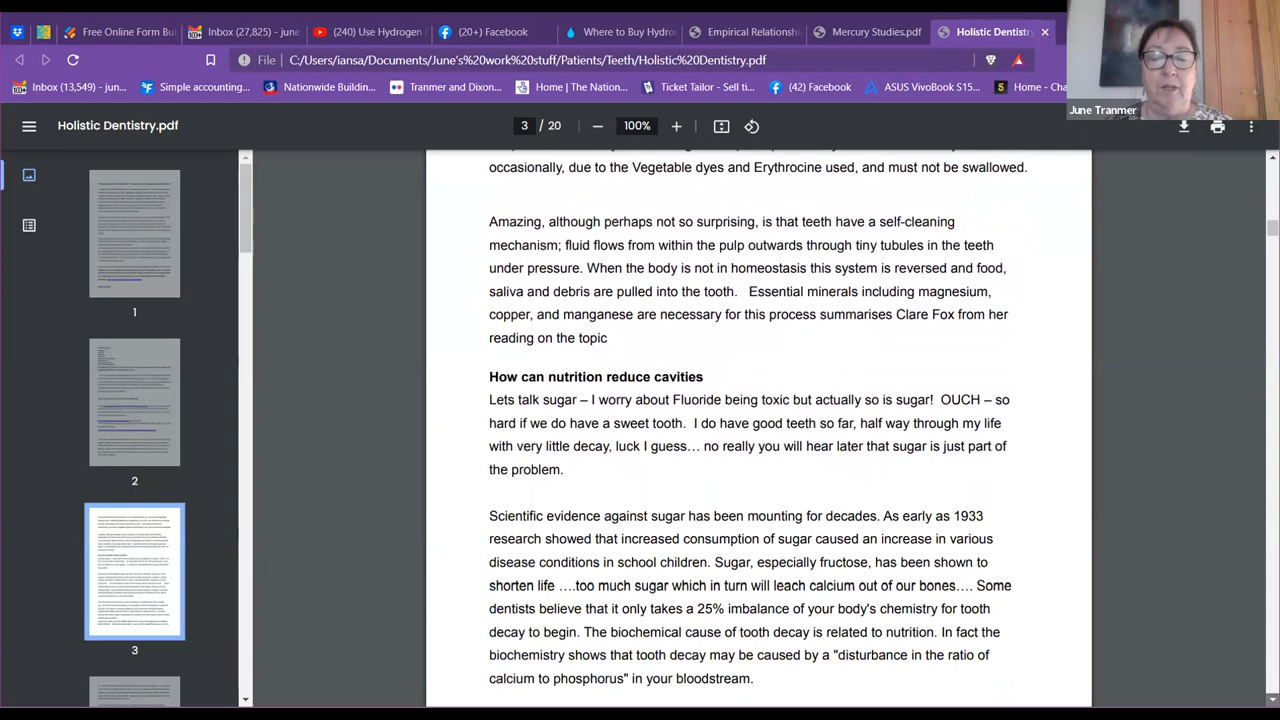 Free Online Form Bui
Inbox (27,825) - june
(240) Use Hydrogen
(20+) Facebook
Where to Buy Hydro
Empirical Relationsh
Mercury Studies.pdf
Holistic Dentistry
File
C:/Users/iansa/Documents/June's%20work%20stuff/Patients/Teeth/Holistic%20Dentistry.pdf
Inbox (13,549) - jun...
Simple accounting...
Nationwide Buildin...
Tranmer and Dixon...
Home | The Nation...
Ticket Tailor - Sell ti...
(42) Facebook
ASUS VivoBook S15...
Home - Cha
June Tranmer
Holistic Dentistry.pdf
3 / 20
100%
1
2
3
occasionally, due to the Vegetable dyes and Erythrocine used, and must not be swallowed.
Amazing, although perhaps not so surprising, is that teeth have a self-cleaning
mechanism; fluid flows from within the pulp outwards through tiny tubules in the teeth
under pressure. When the body is not in homeostasis this system is reversed and food,
saliva and debris are pulled into the tooth. Essential minerals including magnesium,
copper, and manganese are necessary for this process summarises Clare Fox from her
reading on the topic
How can nutrition reduce cavities
Lets talk sugar – I worry about Fluoride being toxic but actually so is sugar! OUCH – so
hard if we do have a sweet tooth. I do have good teeth so far, half way through my life
with very little decay, luck I guess… no really you will hear later that sugar is just part of
the problem.
Scientific evidence against sugar has been mounting for decades. As early as 1933
research showed that increased consumption of sugar caused an increase in various
disease conditions in school children. Sugar, especially fructose, has been shown to
shorten life… too much sugar which in turn will leach calcium out of our bones… Some
dentists believe that it only takes a 25% imbalance of your body's chemistry for tooth
decay to begin. The biochemical cause of tooth decay is related to nutrition. In fact the
biochemistry shows that tooth decay may be caused by a "disturbance in the ratio of
calcium to phosphorus" in your bloodstream.